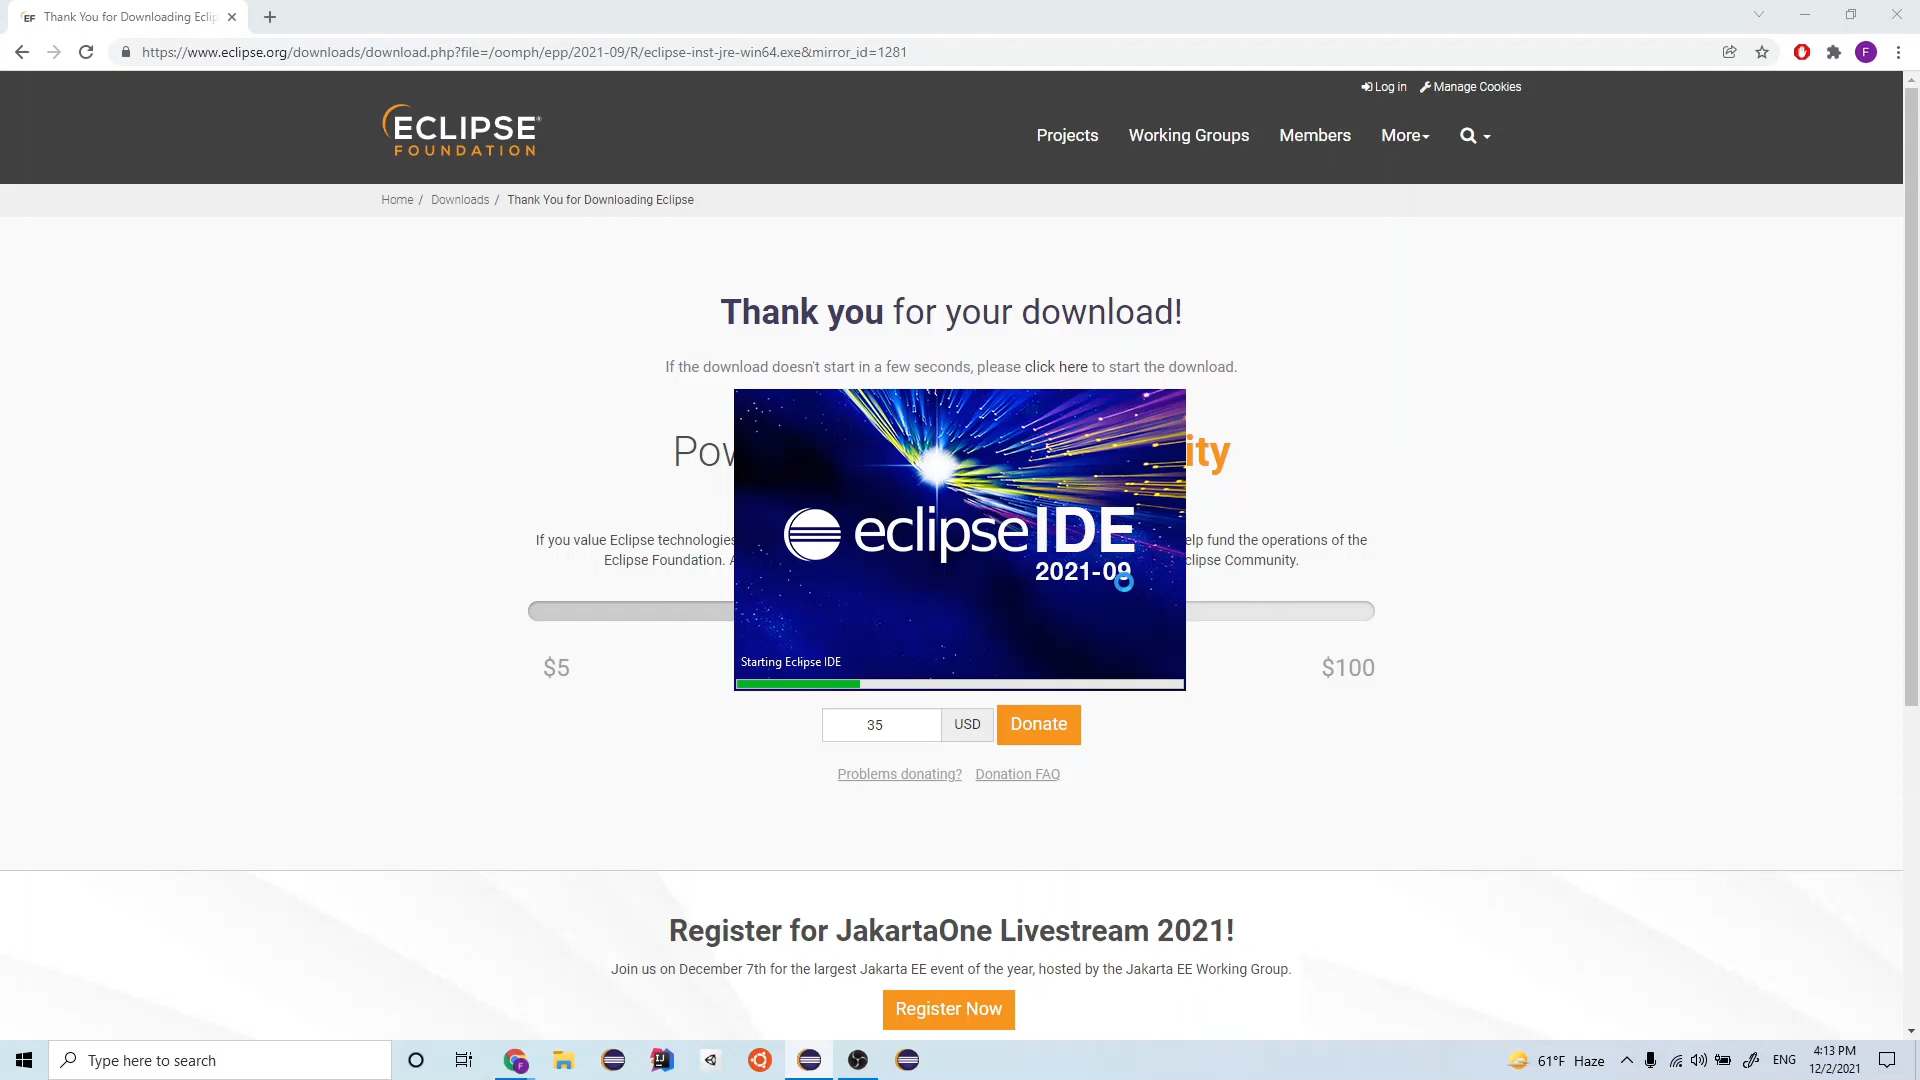 Thank You for Downloading Eclip
https://www.eclipse.org/downloads/download.php?file=/oomph/epp/2021-09/R/eclipse-inst-jre-win64.exe&mirror_id=1281
F
Log in
Manage Cookies
ECLIPSE®
FOUNDATION
Projects
Working Groups
Members
More
Home / Downloads / Thank You for Downloading Eclipse
Thank you for your download!
If the download doesn't start in a few seconds, please click here to start the download.
Pow
ity
eclipse IDE
2021-09
If you value Eclipse technologies
elp fund the operations of the
Eclipse Foundation. A
clipse Community.
Starting Eclipse IDE
$5
$100
35
USD
Donate
Problems donating?
Donation FAQ
Register for JakartaOne Livestream 2021!
Join us on December 7th for the largest Jakarta EE event of the year, hosted by the Jakarta EE Working Group.
Register Now
Type here to search
61°F Haze
ENG
4:13 PM
12/2/2021